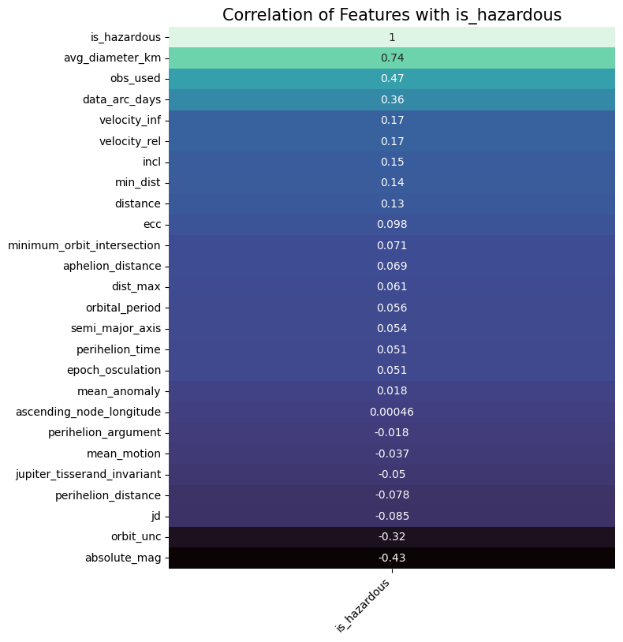 Correlation of Features with is_hazardous
is_hazardous 1
avg_diameter_km 0.74
obs_used 0.47
data_arc_days 0.36
velocity_inf 0.17
velocity_rel 0.17
incl 0.15
min_dist 0.14
distance 0.13
ecc 0.098
minimum_orbit_intersection 0.071
aphelion_distance 0.069
dist_max 0.061
orbital_period 0.056
semi_major_axis 0.054
perihelion_time 0.051
epoch_osculation 0.051
mean_anomaly 0.018
ascending_node_longitude 0.00046
perihelion_argument -0.018
mean_motion -0.037
jupiter_tisserand_invariant -0.05
perihelion_distance -0.078
jd -0.085
orbit_unc -0.32
absolute_mag -0.43
is_hazardous